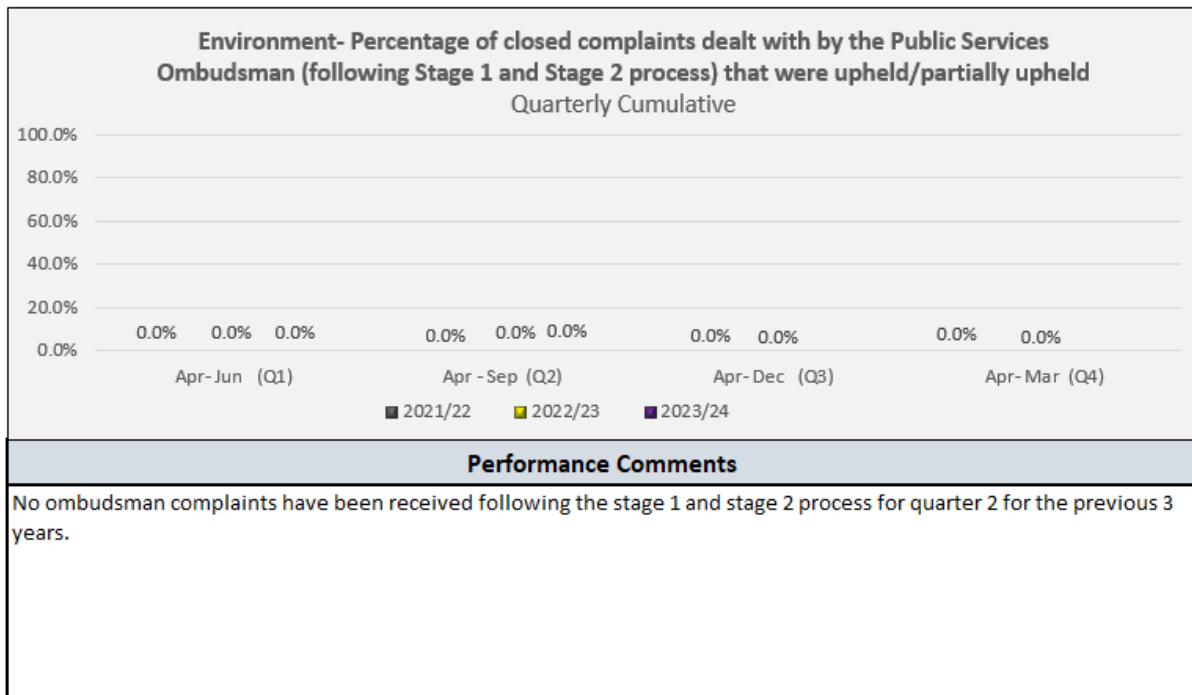 Environment- Percentage of closed complaints dealt with by the Public Services
Ombudsman (following Stage 1 and Stage 2 process) that were upheld/partially upheld
Quarterly Cumulative
100.0%
80.0%
60.0%
40.0%
20.0%
0.0%
0.0% 0.0% 0.0% 0.0% 0.0% 0.0% 0.0% 0.0% 0.0% 0.0%
Apr-Jun (Q1) Apr -Sep (Q2) Apr-Dec (Q3) Apr-Mar (Q4)
2021/22 2022/23 2023/24
Performance Comments
No ombudsman complaints have been received following the stage 1 and stage 2 process for quarter 2 for the previous 3
years.